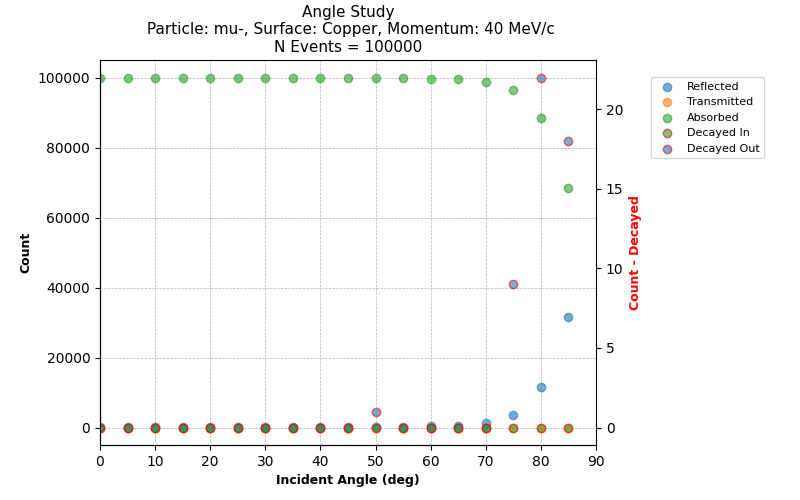 Angle Study
Particle: mu-, Surface: Copper, Momentum: 40 MeV/c
N Events = 100000
100000
80000
60000
40000
20000
0
Count
0 10 20 30 40 50 60 70 80 90
Incident Angle (deg)
20
15
10
5
0
Count - Decayed
Reflected
Transmitted
Absorbed
Decayed In
Decayed Out